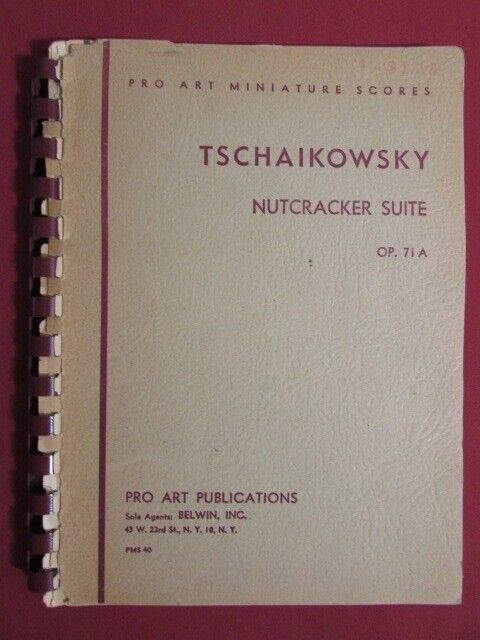 PRO ART MINIATURE SCORES
TSCHAIKOWSKY
NUTCRACKER SUITE
OP. 71A
PRO ART PUBLICATIONS
Sole Agents: BELWIN, INC.
43 W. 23rd St., N. Y. 10, N. Y.
PMS 40